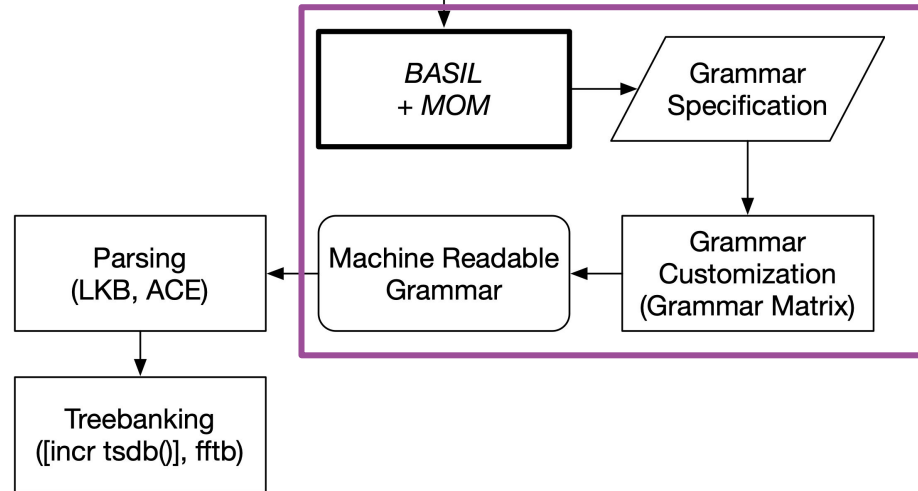 BASIL
+ MOM
Grammar
Specification
Parsing
(LKB, ACE)
Machine Readable
Grammar
Grammar
Customization
(Grammar Matrix)
Treebanking
([incr tsdb()], fftb)